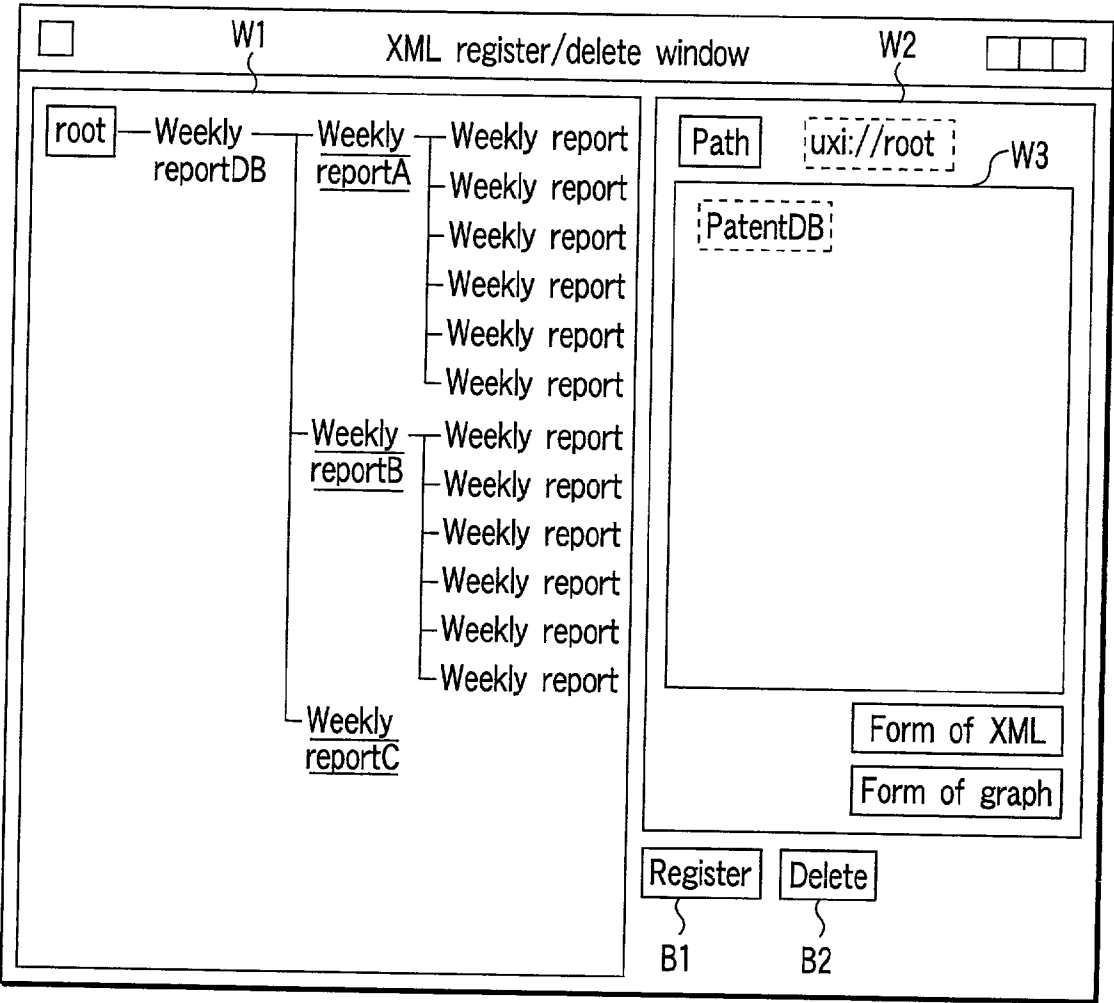 W1
XML register/delete window
W2
root
Weekly
reportDB
Weekly
reportA
Weekly report
Weekly report
Weekly report
Weekly report
Weekly report
Weekly report
Weekly
reportB
Weekly report
Weekly report
Weekly report
Weekly report
Weekly report
Weekly report
Weekly
reportC
Path
uxi://root
W3
PatentDB
Form of XML
Form of graph
Register
Delete
B1
B2